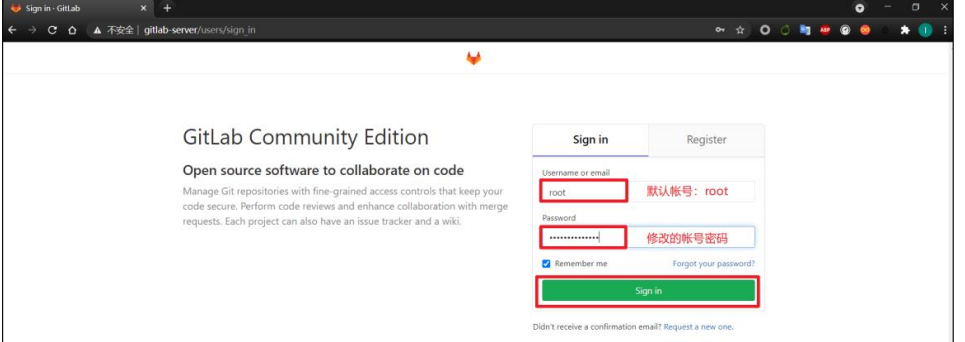 Sign in · GitLab
不安全 | gitlab-server/users/sign_in
ABP
I
GitLab Community Edition
Open source software to collaborate on code
Manage Git repositories with fine-grained access controls that keep your
code secure. Perform code reviews and enhance collaboration with merge
requests. Each project can also have an issue tracker and a wiki.
Sign in
Register
Username or email
root
默认帐号：root
Password
修改的帐号密码
Remember me
Forgot your password?
Sign in
Didn't receive a confirmation email? Request a new one.